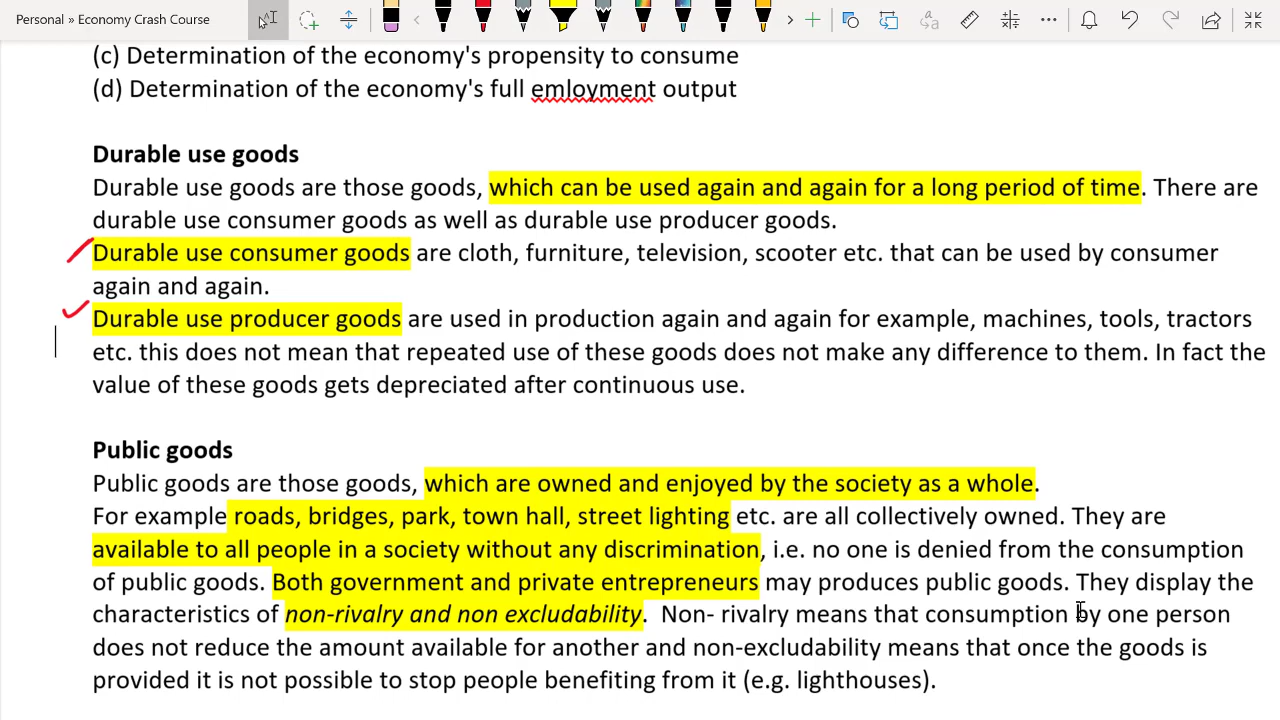 Personal » Economy Crash Course
(c) Determination of the economy's propensity to consume
(d) Determination of the economy's full emloyment output
Durable use goods
Durable use goods are those goods, which can be used again and again for a long period of time. There are
durable use consumer goods as well as durable use producer goods.
Durable use consumer goods are cloth, furniture, television, scooter etc. that can be used by consumer
again and again.
Durable use producer goods are used in production again and again for example, machines, tools, tractors
etc. this does not mean that repeated use of these goods does not make any difference to them. In fact the
value of these goods gets depreciated after continuous use.
Public goods
Public goods are those goods, which are owned and enjoyed by the society as a whole.
For example roads, bridges, park, town hall, street lighting etc. are all collectively owned. They are
available to all people in a society without any discrimination, i.e. no one is denied from the consumption
of public goods. Both government and private entrepreneurs may produces public goods. They display the
characteristics of non-rivalry and non excludability.  Non- rivalry means that consumption by one person
does not reduce the amount available for another and non-excludability means that once the goods is
provided it is not possible to stop people benefiting from it (e.g. lighthouses).